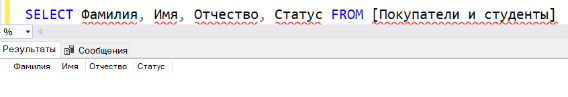 SELECT Фамилия, Имя, Отчество, Статус FROM [Покупатели и студенты]
%
Результаты Сообщения
Фамилия Имя Отчество Статус